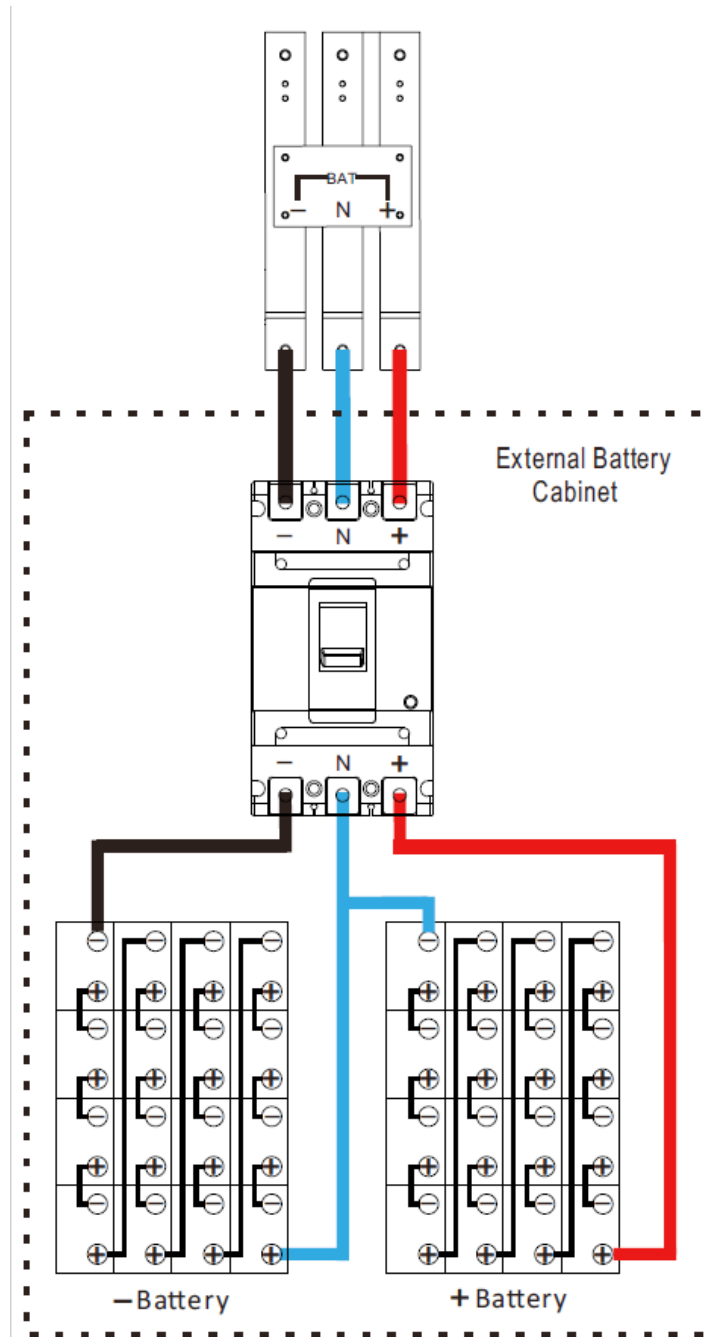 BAT
− N +
External Battery
Cabinet
− N +
− N +
− − − −
+ + + +
− − − −
+ + + +
− − − −
+ + + +
− − − −
+ + + +
− − − −
+ + + +
− − − −
+ + + +
− − − −
+ + + +
− − − −
+ + + +
−Battery
+Battery